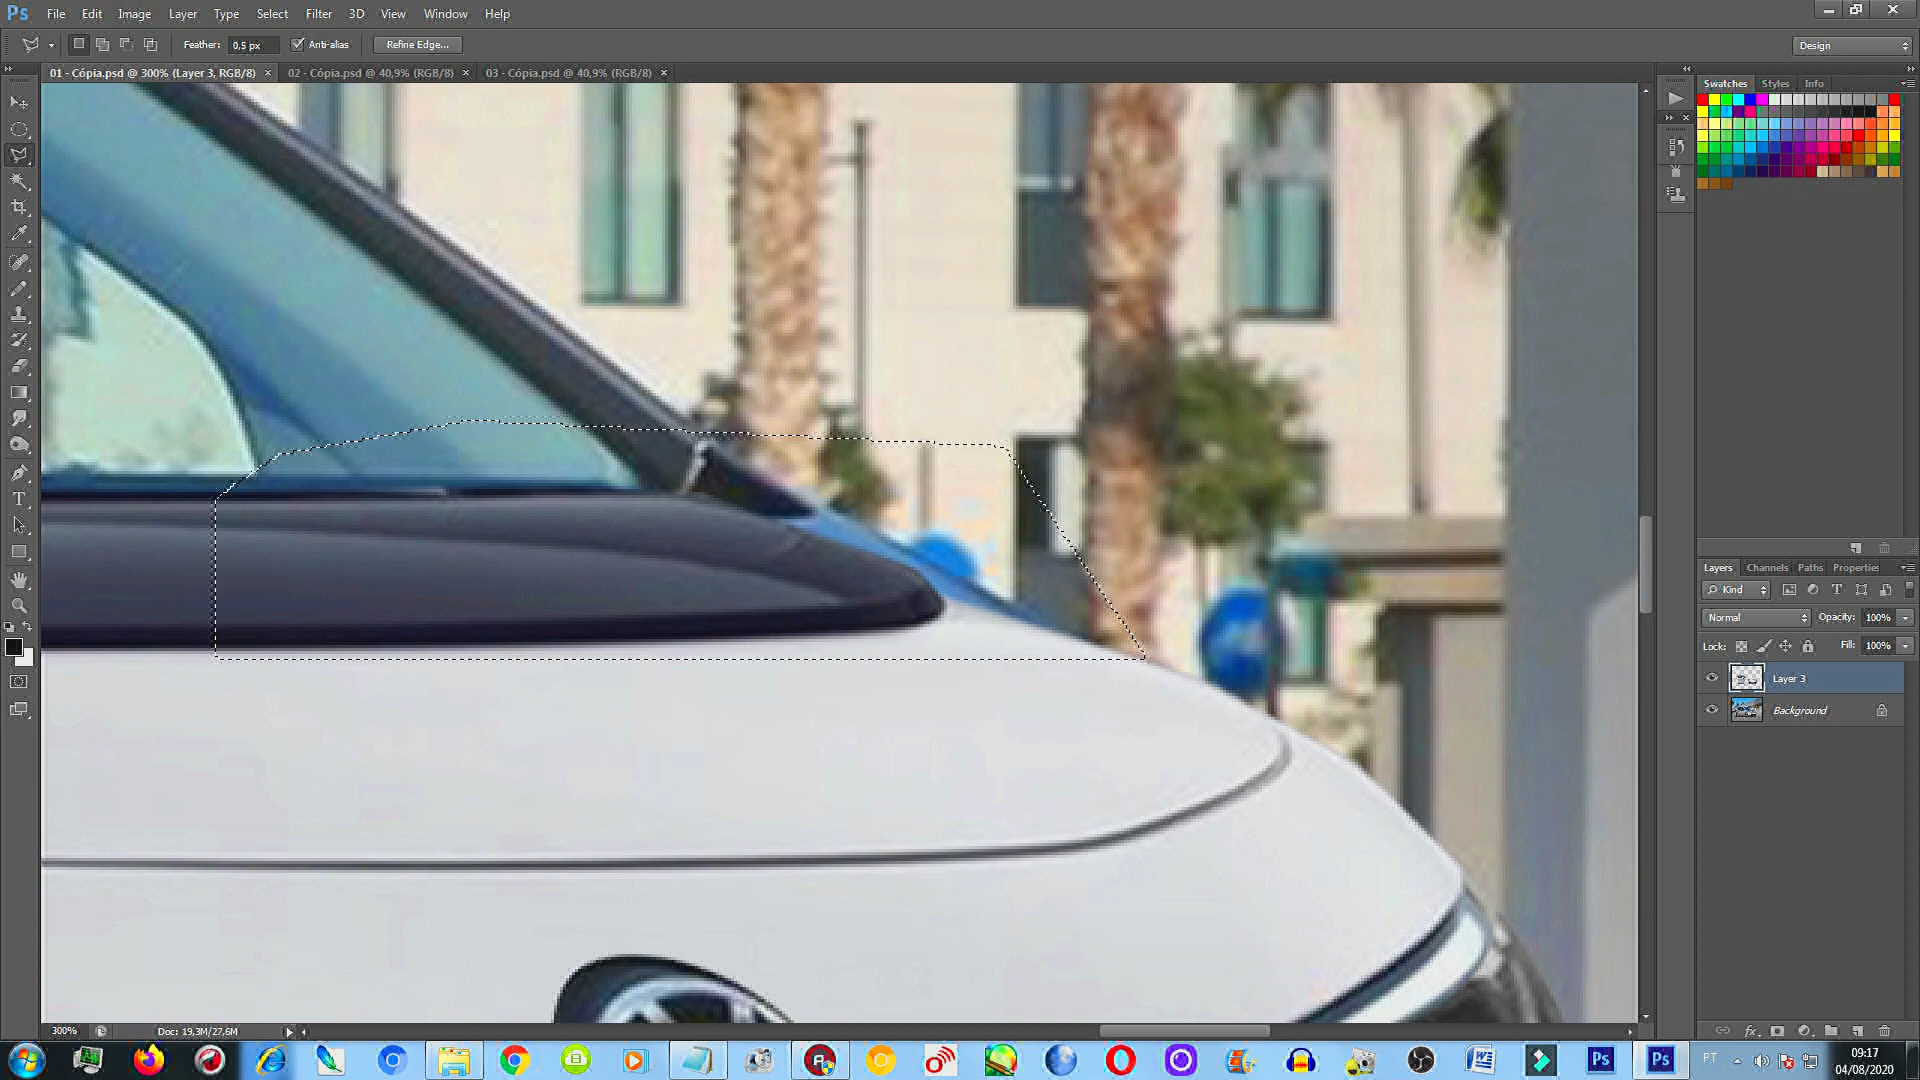 Ps File Edit Image Layer Type Select Filter 3D View Window Help
Feather: 0,5 px Anti-alias Refine Edge... Design
01 - Cópia.psd @ 300% (Layer 3, RGB/8) × 02 - Cópia.psd @ 40,9% (RGB/8) × 03 - Cópia.psd @ 40,9% (RGB/8) ×
Swatches Styles Info
Layers Channels Paths Properties
Kind
Normal Opacity: 100%
Lock: Fill: 100%
Layer 3
Background
300% Doc: 19,3M/27,6M
PT 09:17
04/08/2020